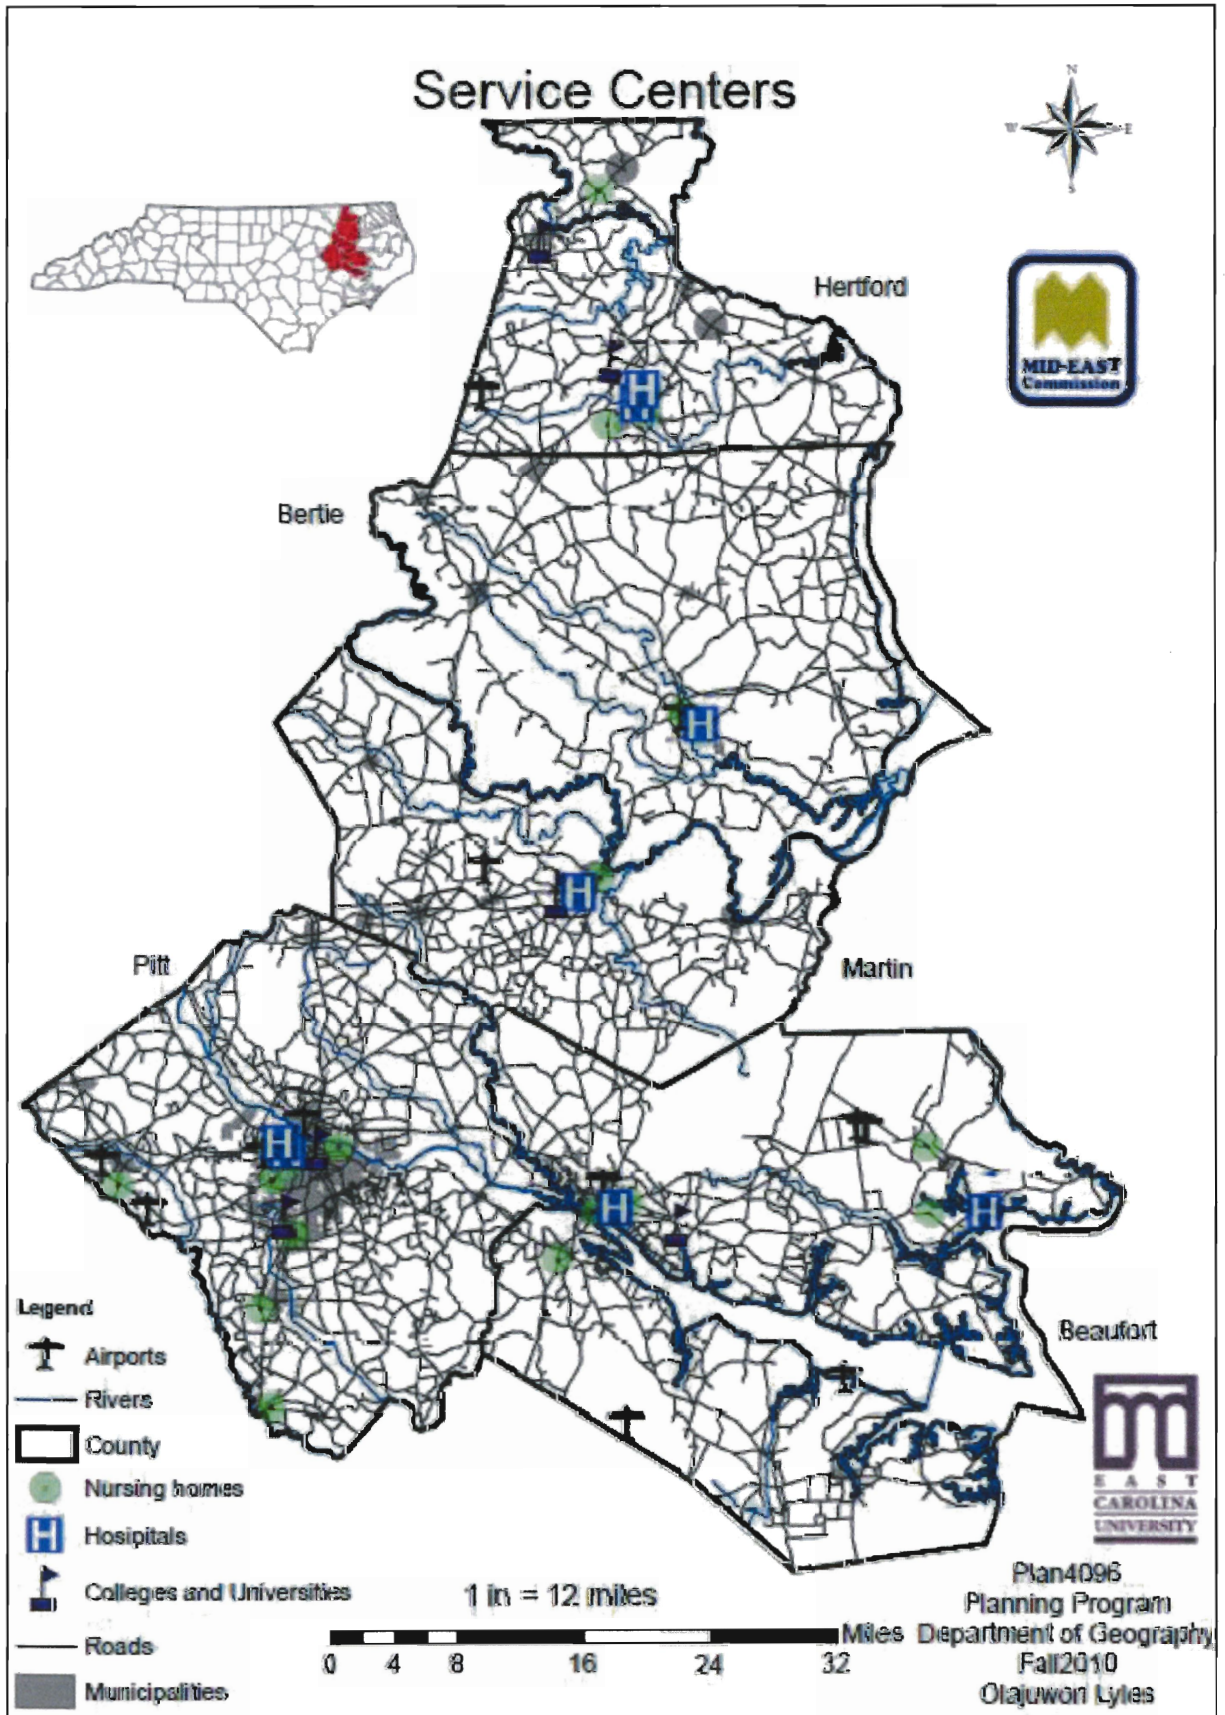 Service Centers
N
W
E
S
Hertford
MID-EAST
Commission
Bertie
Pitt
Martin
Beaufort
Legend
Airports
Rivers
County
Nursing homes
Hosipitals
Colleges and Universities
Roads
Municipalities
H
H
H
H
H
H
H
1 in = 12 miles
Miles
0 4 8 16 24 32
EAST
CAROLINA
UNIVERSITY
Plan4096
Planning Program
Department of Geography
Fall2010
Olajuwon Lyles